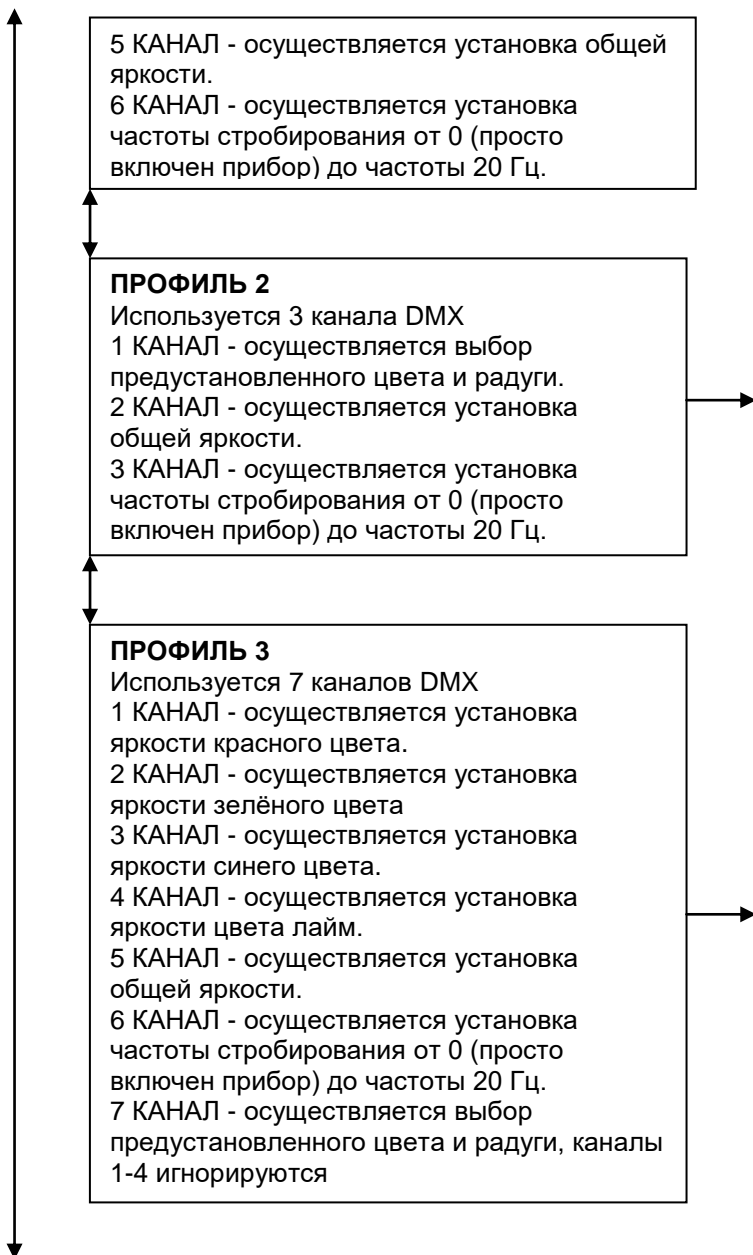 5 КАНАЛ - осуществляется установка общей
яркости.
6 КАНАЛ - осуществляется установка
частоты стробирования от 0 (просто
включен прибор) до частоты 20 Гц.
ПРОФИЛЬ 2
Используется 3 канала DMX
1 КАНАЛ - осуществляется выбор
предустановленного цвета и радуги.
2 КАНАЛ - осуществляется установка
общей яркости.
3 КАНАЛ - осуществляется установка
частоты стробирования от 0 (просто
включен прибор) до частоты 20 Гц.
ПРОФИЛЬ 3
Используется 7 каналов DMX
1 КАНАЛ - осуществляется установка
яркости красного цвета.
2 КАНАЛ - осуществляется установка
яркости зелёного цвета
3 КАНАЛ - осуществляется установка
яркости синего цвета.
4 КАНАЛ - осуществляется установка
яркости цвета лайм.
5 КАНАЛ - осуществляется установка
общей яркости.
6 КАНАЛ - осуществляется установка
частоты стробирования от 0 (просто
включен прибор) до частоты 20 Гц.
7 КАНАЛ - осуществляется выбор
предустановленного цвета и радуги, каналы
1-4 игнорируются